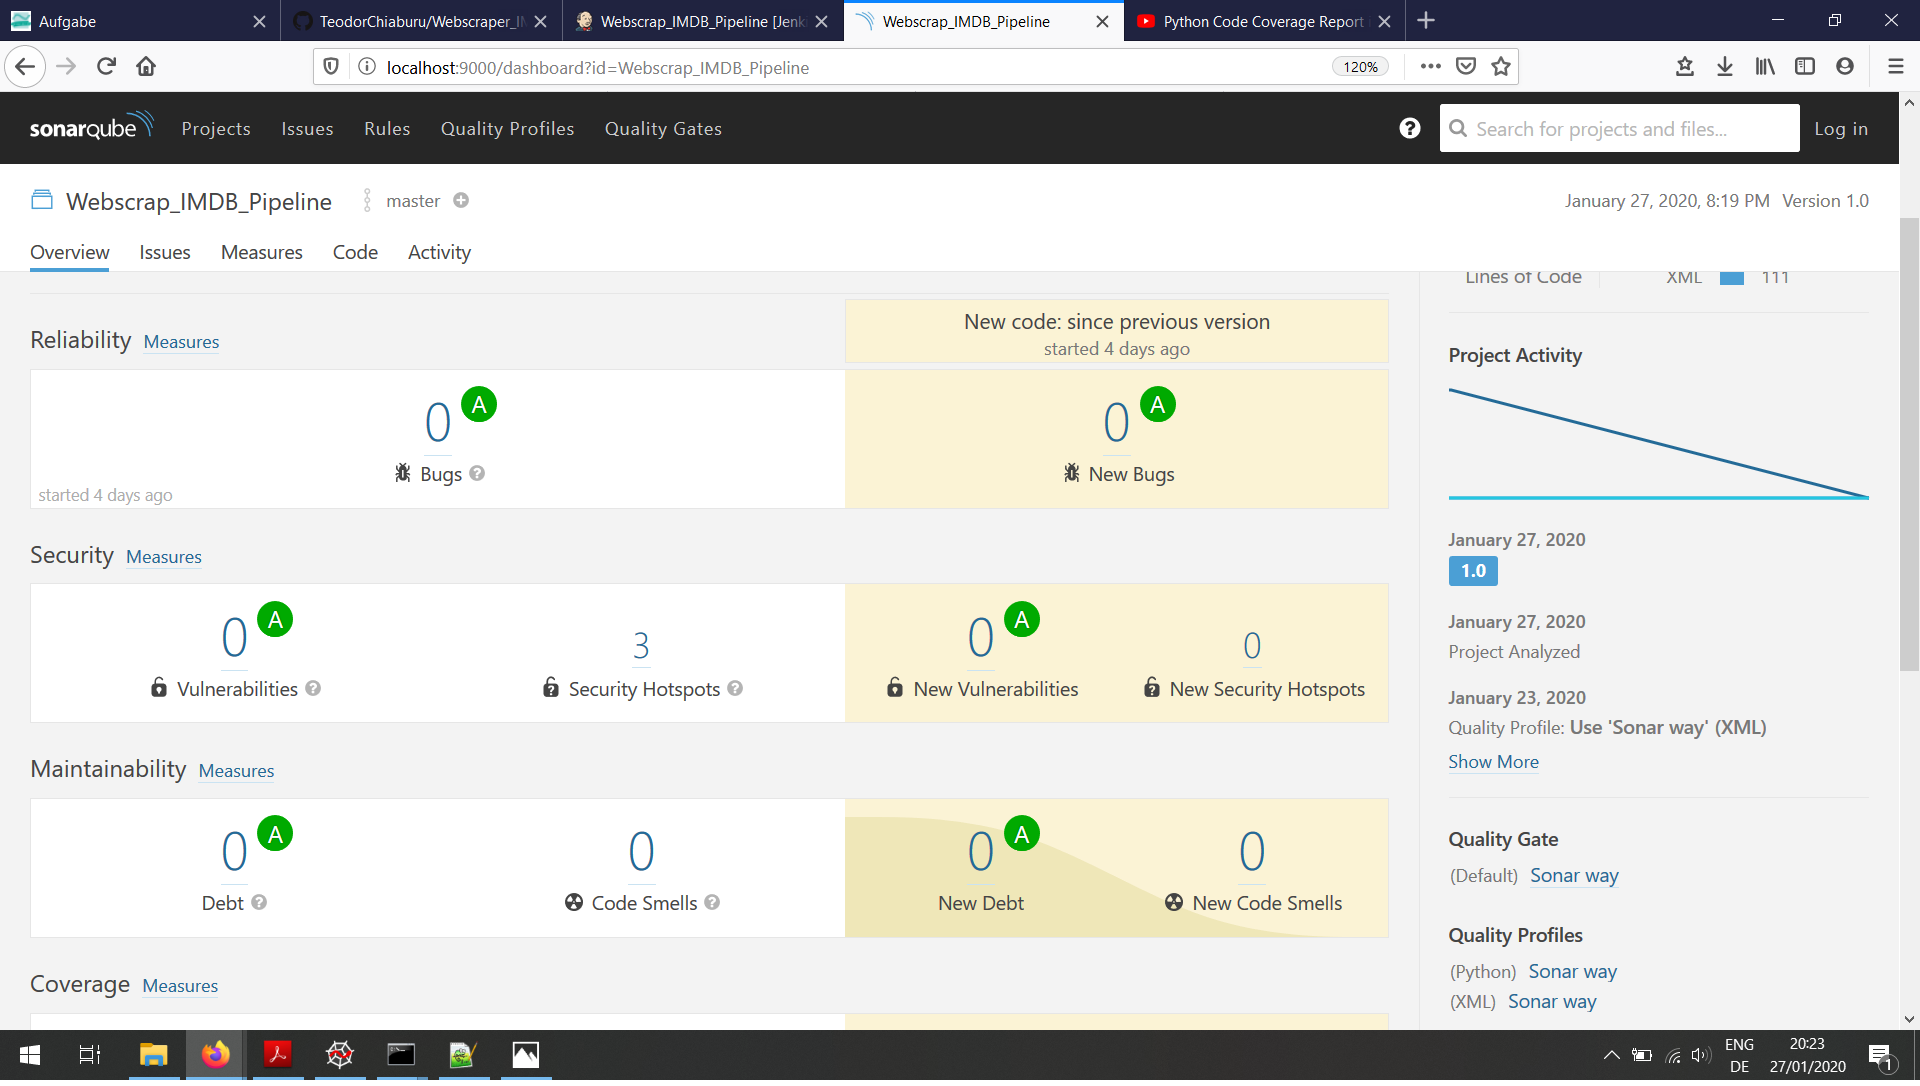 Aufgabe
TeodorChiaburu/Webscraper_I
Webscrap_IMDB_Pipeline [Jenk
Webscrap_IMDB_Pipeline
Python Code Coverage Report
localhost:9000/dashboard?id=Webscrap_IMDB_Pipeline
120%
sonarqube
Projects
Issues
Rules
Quality Profiles
Quality Gates
Search for projects and files...
Log in
Webscrap_IMDB_Pipeline
master
January 27, 2020, 8:19 PM Version 1.0
Overview
Issues
Measures
Code
Activity
Lines of Code
XML
111
New code: since previous version
started 4 days ago
Reliability Measures
0 A
Bugs
started 4 days ago
0 A
New Bugs
Security Measures
0 A
Vulnerabilities
3
Security Hotspots
0 A
New Vulnerabilities
0
New Security Hotspots
Maintainability Measures
0 A
Debt
0
Code Smells
0 A
New Debt
0
New Code Smells
Coverage Measures
Project Activity
January 27, 2020
1.0
January 27, 2020
Project Analyzed
January 23, 2020
Quality Profile: Use 'Sonar way' (XML)
Show More
Quality Gate
(Default) Sonar way
Quality Profiles
(Python) Sonar way
(XML) Sonar way
ENG
DE
20:23
27/01/2020
1